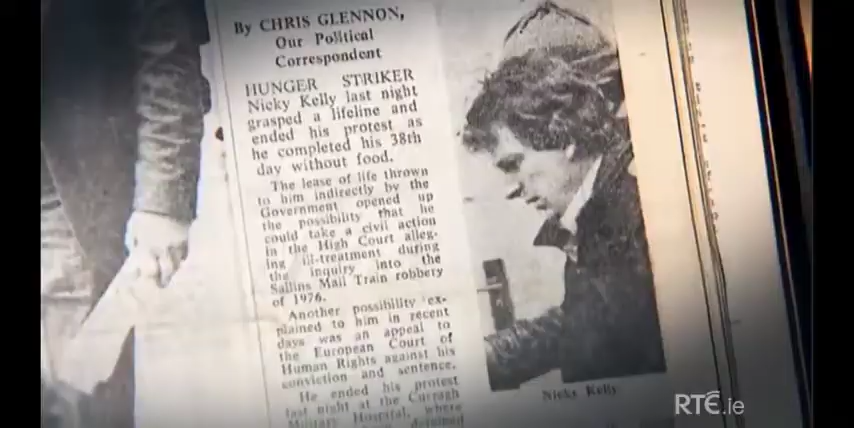 By CHRIS GLENNON,
Our Political
Correspondent
HUNGER STRIKER
Nicky Kelly last night
grasped a lifeline and
ended his protest as
he completed his 38th
day without food.
The lease of life thrown
to him indirectly by the
Government opened up
the possibility that he
could take a civil action
in the High Court alleg-
ing ill-treatment during
the inquiry into the
Sallins Mail Train robbery
of 1976.
Another possibility ex-
plained to him in recent
days was an appeal to
the European Court of
Human Rights against his
conviction and sentence.
He ended his protest
last night at the Curragh
Military Hospital, where
detained
Nicky Kelly
RTÉ.ie